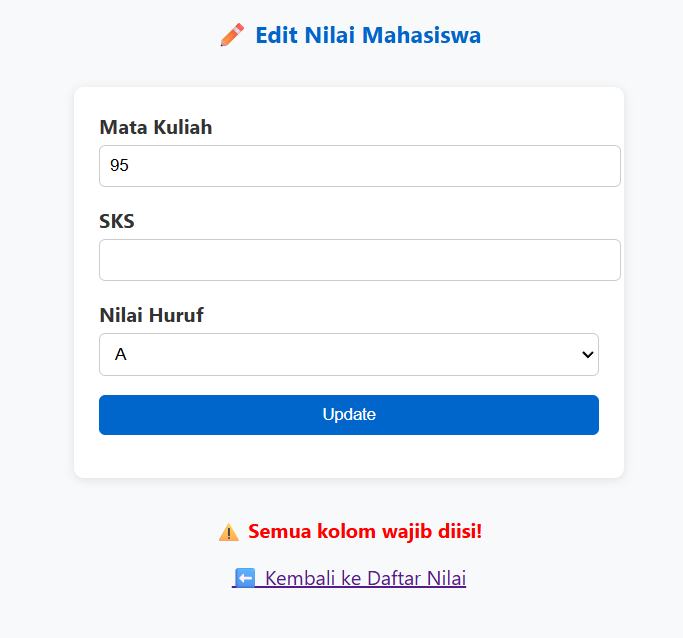 ✏️ Edit Nilai Mahasiswa
Mata Kuliah
95
SKS
Nilai Huruf
A
Update
⚠️ Semua kolom wajib diisi!
⬅️ Kembali ke Daftar Nilai